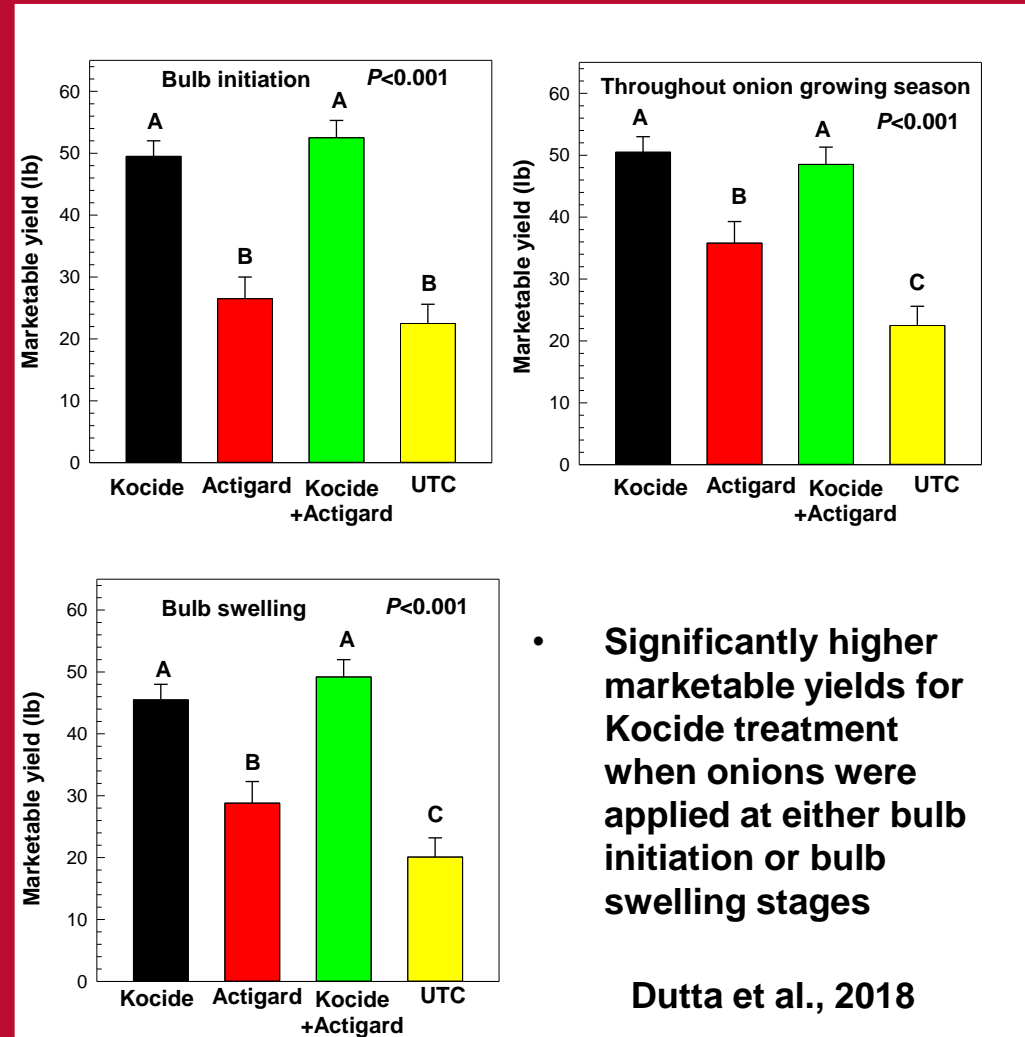 Bulb initiation
P<0.001
Marketable yield (lb)
60
50
40
30
20
10
0
A
B
A
B
Kocide
Actigard
Kocide
+Actigard
UTC
Throughout onion growing season
P<0.001
Marketable yield (lb)
60
50
40
30
20
10
0
A
B
A
C
Kocide
Actigard
Kocide
+Actigard
UTC
Bulb swelling
P<0.001
Marketable yield (lb)
60
50
40
30
20
10
0
A
B
A
C
Kocide
Actigard
Kocide
+Actigard
UTC
• Significantly higher
marketable yields for
Kocide treatment
when onions were
applied at either bulb
initiation or bulb
swelling stages
Dutta et al., 2018